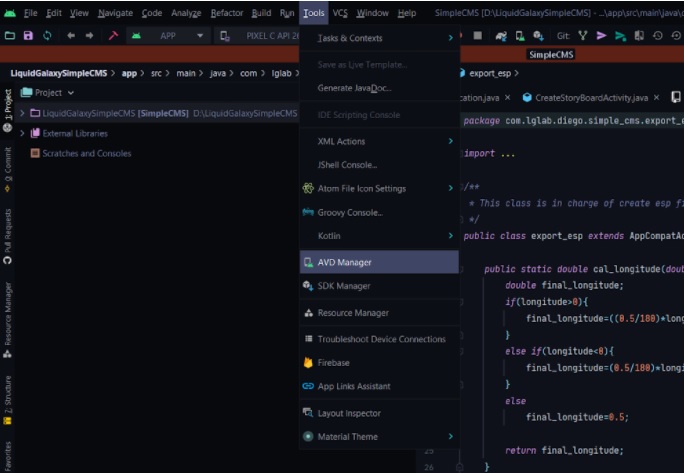 File Edit View Navigate Code Analyze Refactor Build Run Tools VCS Window Help SimpleCMS [D:\LiquidGalaxySimpleCMS] - ...\app\src\main\java\c
APP PIXEL C API 26 Git:
SimpleCMS
LiquidGalaxySimpleCMS > app > src > main > java > com > lglab export_esp >
Project
LiquidGalaxySimpleCMS [SimpleCMS] D:\LiquidGalaxySimpleCMS
External Libraries
Scratches and Consoles
1: Project
0: Commit
Pull Requests
Resource Manager
Z: Structure
Favorites
Tasks & Contexts
Save as Live Template...
Generate JavaDoc...
IDE Scripting Console
XML Actions
JShell Console...
Atom File Icon Settings
Groovy Console...
Kotlin
AVD Manager
SDK Manager
Resource Manager
Troubleshoot Device Connections
Firebase
App Links Assistant
Layout Inspector
Material Theme
cation.java × CreateStoryBoardActivity.java ×
package com.lglab.diego.simple_cms.export_e
import ...
/**
* This class is in charge of create esp fi
*/
public class export_esp extends AppCompatAc
public static double cal_longitude(dou
double final_longitude;
if(longitude>0){
final_longitude=((0.5/180)*long
}
else if(longitude<0){
final_longitude=(0.5/180)*longi
}
else
final_longitude=0.5;
25
return final_longitude;
26 }